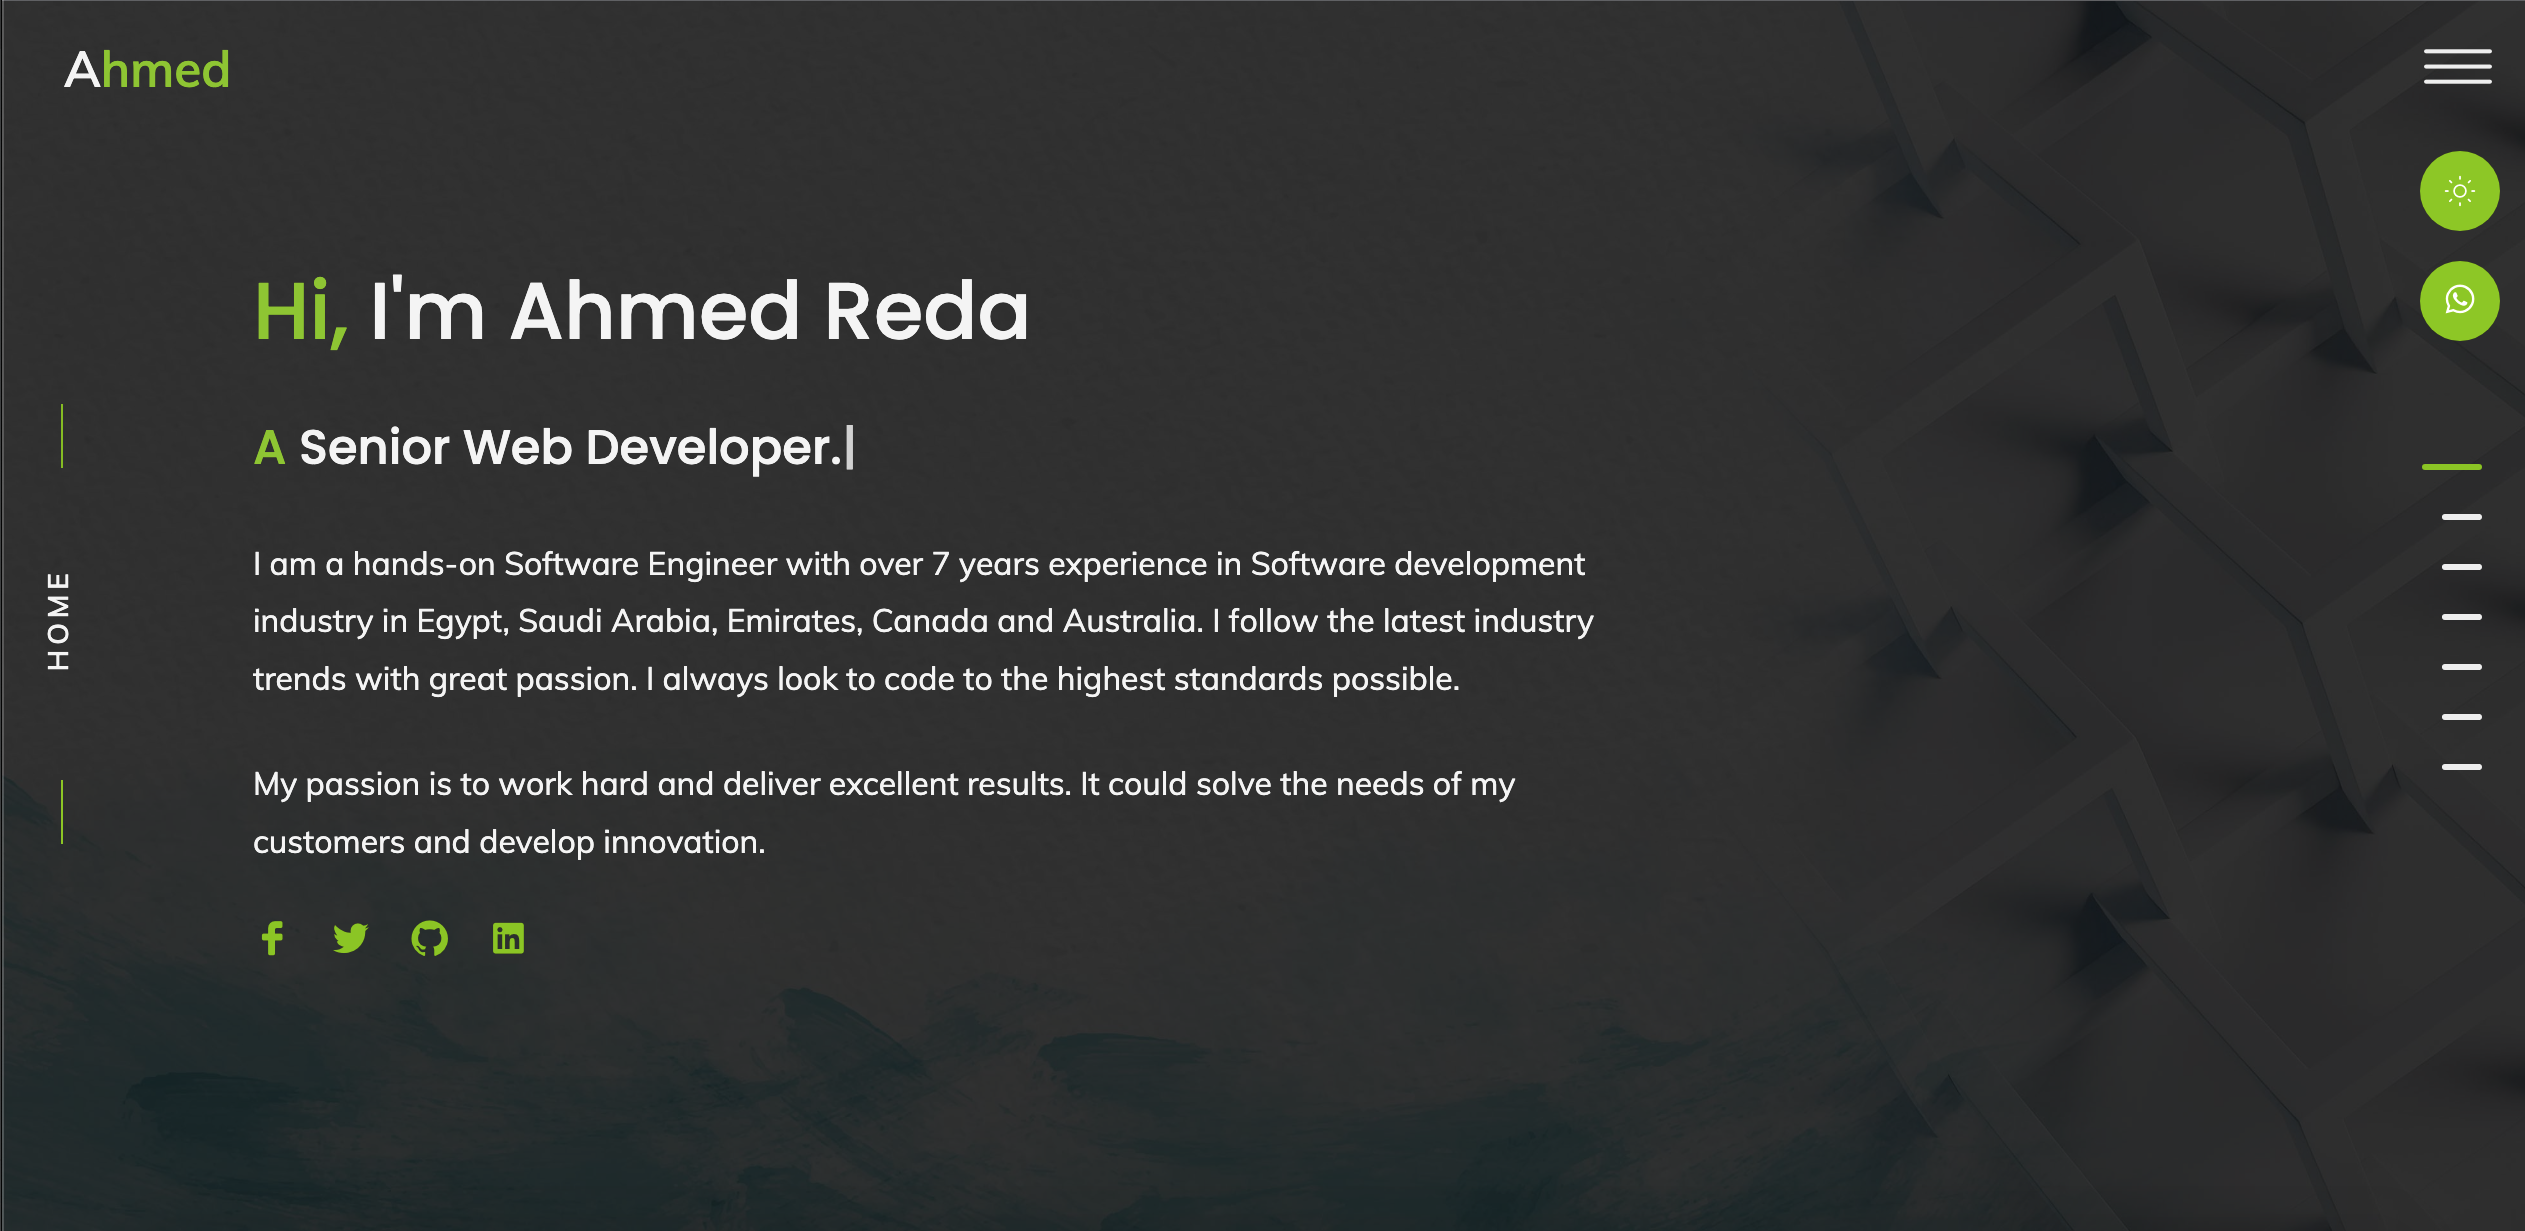 Ahmed
Hi, I'm Ahmed Reda
A Senior Web Developer.
HOME
I am a hands-on Software Engineer with over 7 years experience in Software development
industry in Egypt, Saudi Arabia, Emirates, Canada and Australia. I follow the latest industry
trends with great passion. I always look to code to the highest standards possible.
My passion is to work hard and deliver excellent results. It could solve the needs of my
customers and develop innovation.